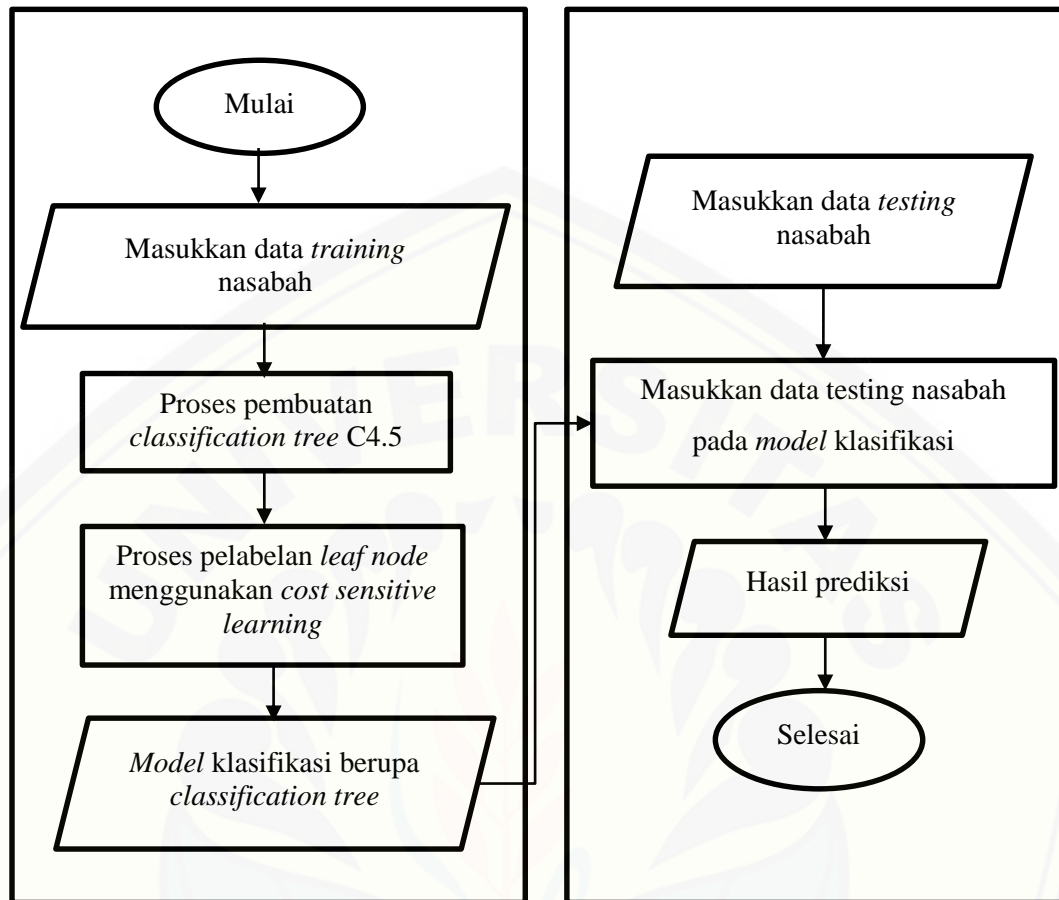 Mulai
Masukkan data training
nasabah
Proses pembuatan
classification tree C4.5
Proses pelabelan leaf node
menggunakan cost sensitive
learning
Model klasifikasi berupa
classification tree
Masukkan data testing
nasabah
Masukkan data testing nasabah
pada model klasifikasi
Hasil prediksi
Selesai
UNIVERSITAS